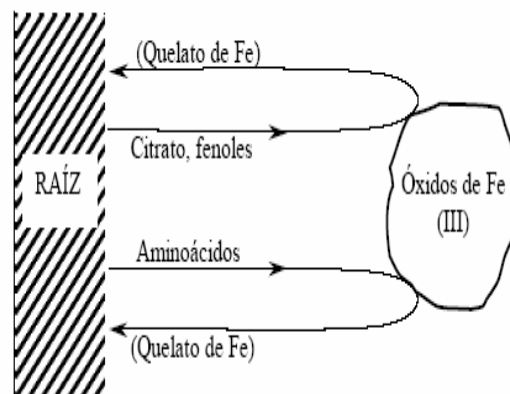 (Quelato de Fe)
Citrato, fenoles
RAÍZ
Óxidos de Fe
(III)
Aminoácidos
(Quelato de Fe)